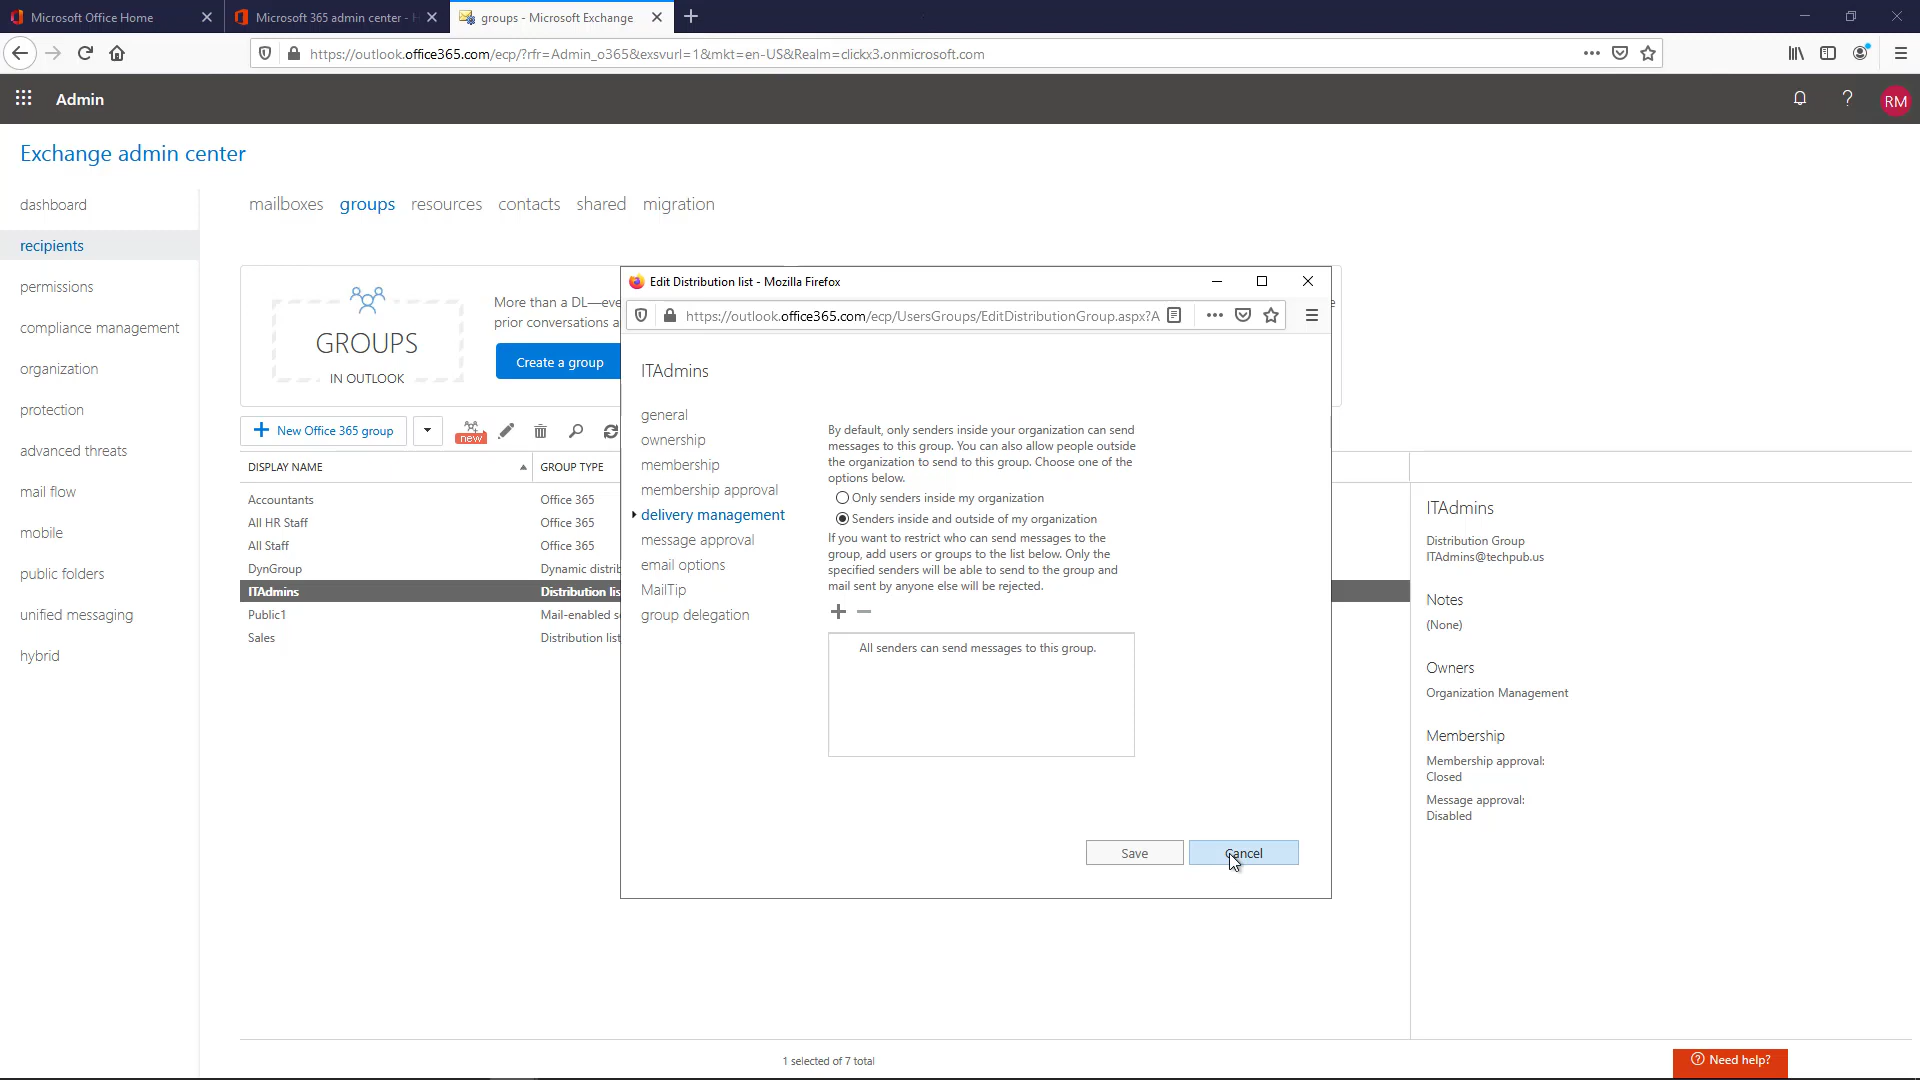 Microsoft Office Home
Microsoft 365 admin center - H
groups - Microsoft Exchange
https://outlook.office365.com/ecp/?rfr=Admin_o365&exsvurl=1&mkt=en-US&Realm=clickx3.onmicrosoft.com
Admin
RM
Exchange admin center
dashboard
recipients
permissions
compliance management
organization
protection
advanced threats
mail flow
mobile
public folders
unified messaging
hybrid
mailboxes groups resources contacts shared migration
GROUPS
IN OUTLOOK
More than a DL—eve
prior conversations a
Create a group
New Office 365 group
new
DISPLAY NAME GROUP TYPE
Accountants Office 365
All HR Staff Office 365
All Staff Office 365
DynGroup Dynamic distrib
ITAdmins Distribution lis
Public1 Mail-enabled s
Sales Distribution list
1 selected of 7 total
Edit Distribution list - Mozilla Firefox
https://outlook.office365.com/ecp/UsersGroups/EditDistributionGroup.aspx?A
ITAdmins
general
ownership
membership
membership approval
delivery management
message approval
email options
MailTip
group delegation
By default, only senders inside your organization can send
messages to this group. You can also allow people outside
the organization to send to this group. Choose one of the
options below.
Only senders inside my organization
Senders inside and outside of my organization
If you want to restrict who can send messages to the
group, add users or groups to the list below. Only the
specified senders will be able to send to the group and
mail sent by anyone else will be rejected.
All senders can send messages to this group.
Save
Cancel
ITAdmins
Distribution Group
ITAdmins@techpub.us
Notes
(None)
Owners
Organization Management
Membership
Membership approval:
Closed
Message approval:
Disabled
Need help?